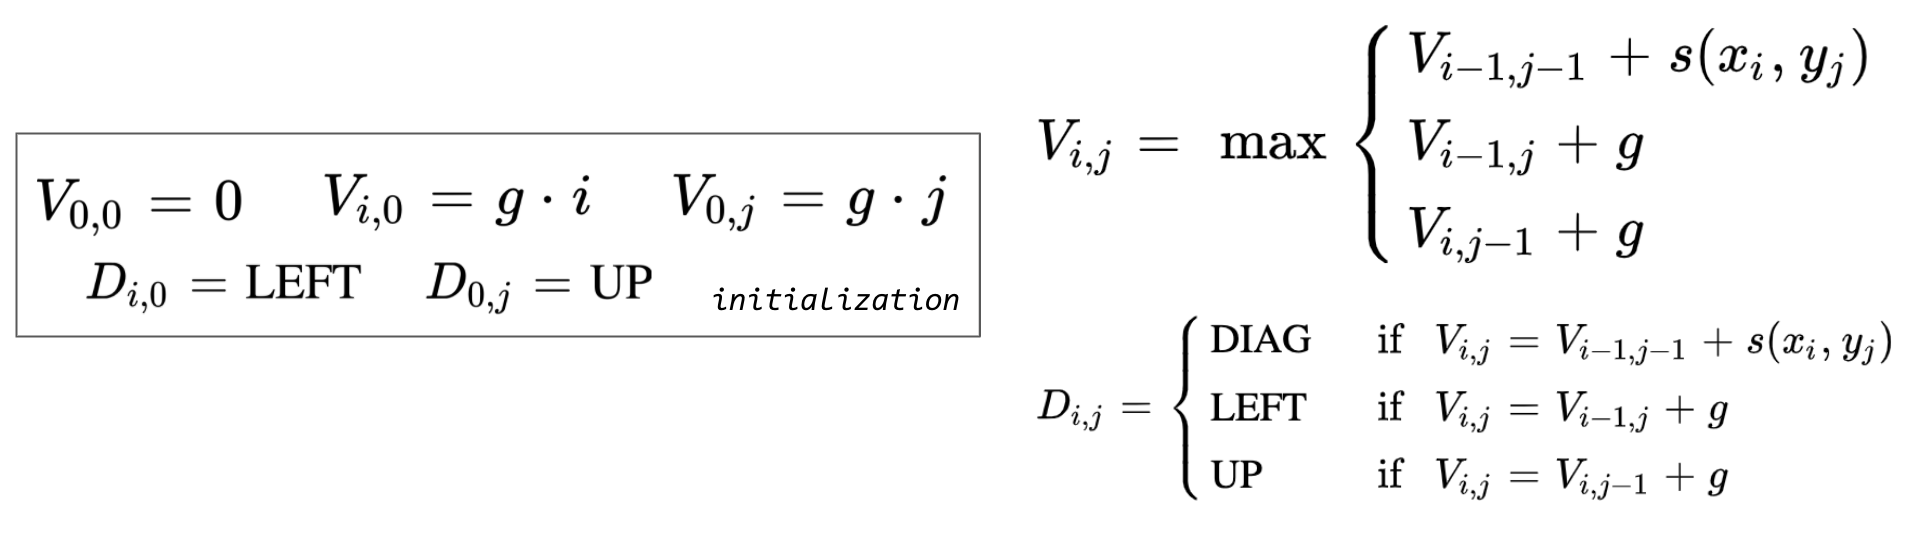 V_{0,0} = 0    V_{i,0} = g · i    V_{0,j} = g · j
D_{i,0} = LEFT    D_{0,j} = UP    initialization
V_{i,j} = max { V_{i−1,j−1} + s(x_i, y_j)
V_{i−1,j} + g
V_{i,j−1} + g
D_{i,j} = { DIAG    if    V_{i,j} = V_{i−1,j−1} + s(x_i, y_j)
LEFT    if    V_{i,j} = V_{i−1,j} + g
UP    if    V_{i,j} = V_{i,j−1} + g